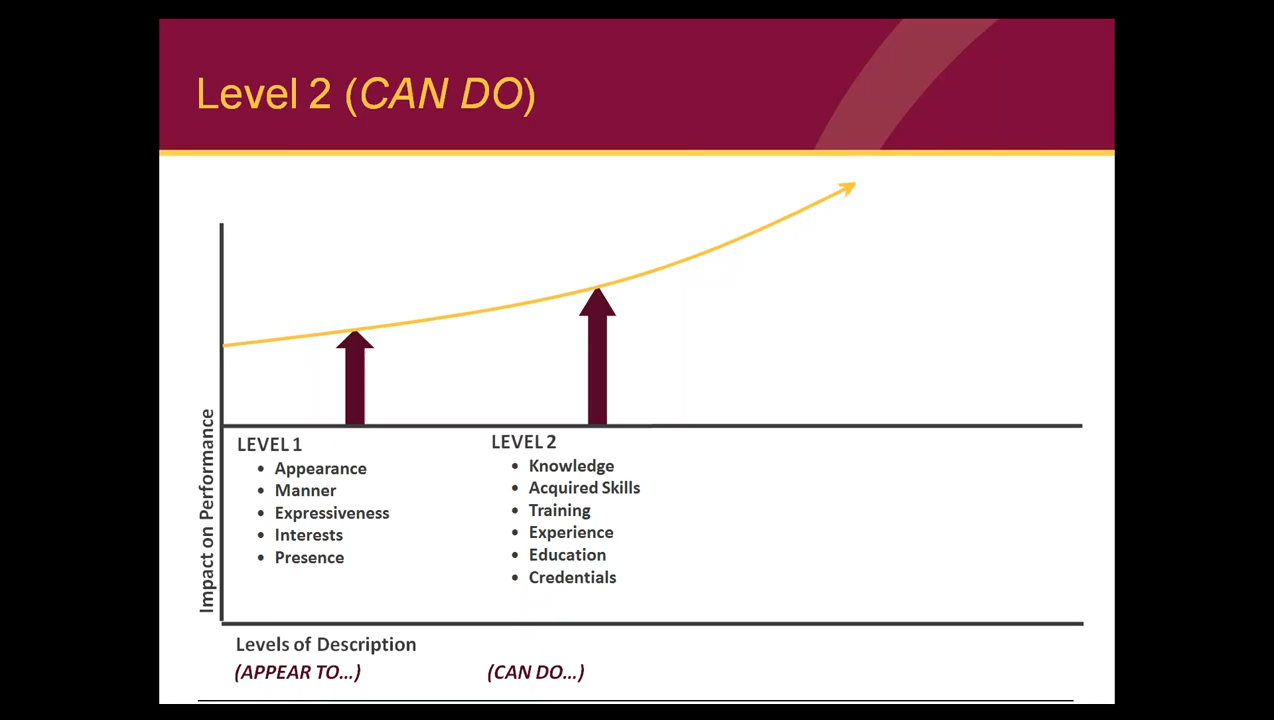 Level 2 (CAN DO)
Impact on Performance
LEVEL 1
• Appearance
• Manner
• Expressiveness
• Interests
• Presence
LEVEL 2
• Knowledge
• Acquired Skills
• Training
• Experience
• Education
• Credentials
Levels of Description
(APPEAR TO...)
(CAN DO...)